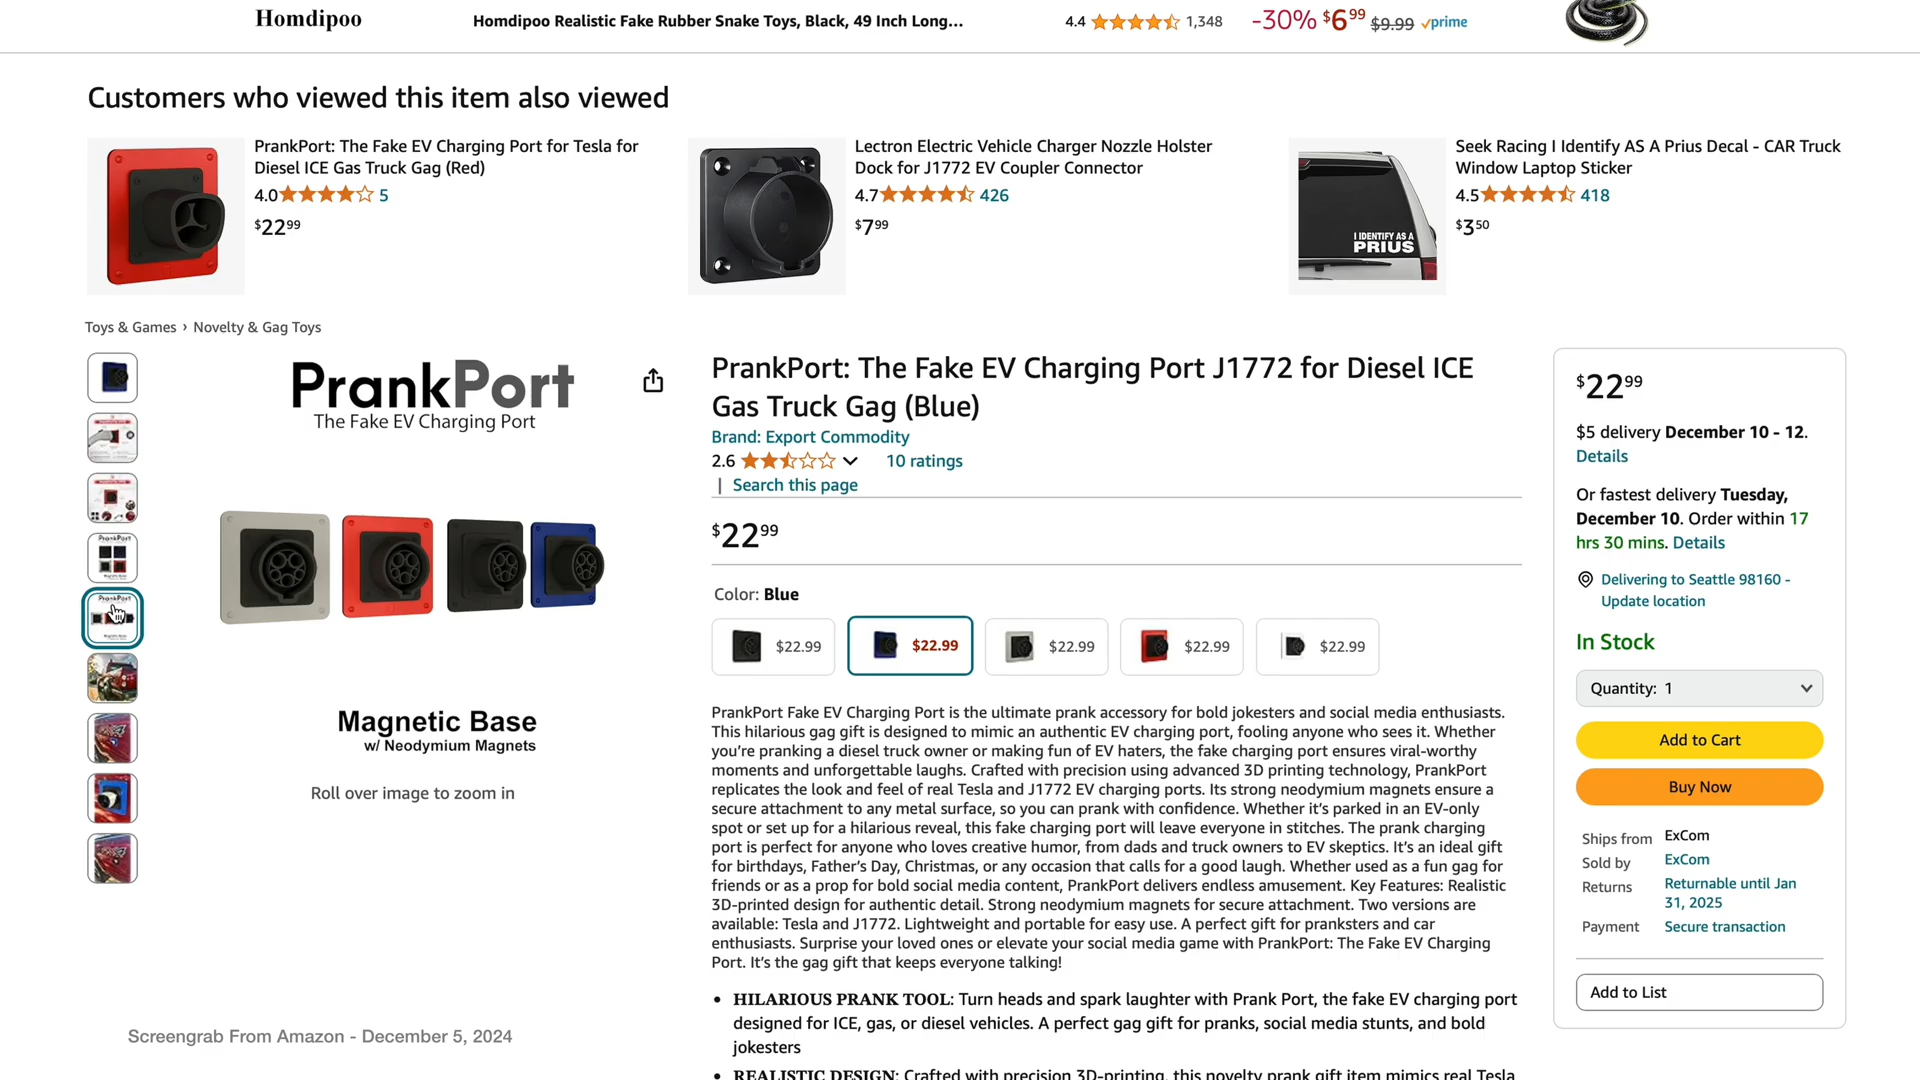 Homdipoo
Homdipoo Realistic Fake Rubber Snake Toys, Black, 49 Inch Long...
4.4 1,348
-30% $6.99 $9.99 prime
Customers who viewed this item also viewed
PrankPort: The Fake EV Charging Port for Tesla for
Diesel ICE Gas Truck Gag (Red)
4.0 5
$22.99
Lectron Electric Vehicle Charger Nozzle Holster
Dock for J1772 EV Coupler Connector
4.7 426
$7.99
I IDENTIFY AS A
PRIUS
Seek Racing I Identify AS A Prius Decal - CAR Truck
Window Laptop Sticker
4.5 418
$3.50
Toys & Games › Novelty & Gag Toys
PrankPort
The Fake EV Charging Port
Magnetic Base
w/ Neodymium Magnets
Roll over image to zoom in
PrankPort: The Fake EV Charging Port J1772 for Diesel ICE
Gas Truck Gag (Blue)
Brand: Export Commodity
2.6 10 ratings
| Search this page
$22.99
Color: Blue
$22.99 $22.99 $22.99 $22.99 $22.99
PrankPort Fake EV Charging Port is the ultimate prank accessory for bold jokesters and social media enthusiasts.
This hilarious gag gift is designed to mimic an authentic EV charging port, fooling anyone who sees it. Whether
you're pranking a diesel truck owner or making fun of EV haters, the fake charging port ensures viral-worthy
moments and unforgettable laughs. Crafted with precision using advanced 3D printing technology, PrankPort
replicates the look and feel of real Tesla and J1772 EV charging ports. Its strong neodymium magnets ensure a
secure attachment to any metal surface, so you can prank with confidence. Whether it's parked in an EV-only
spot or set up for a hilarious reveal, this fake charging port will leave everyone in stitches. The prank charging
port is perfect for anyone who loves creative humor, from dads and truck owners to EV skeptics. It's an ideal gift
for birthdays, Father's Day, Christmas, or any occasion that calls for a good laugh. Whether used as a fun gag for
friends or as a prop for bold social media content, PrankPort delivers endless amusement. Key Features: Realistic
3D-printed design for authentic detail. Strong neodymium magnets for secure attachment. Two versions are
available: Tesla and J1772. Lightweight and portable for easy use. A perfect gift for pranksters and car
enthusiasts. Surprise your loved ones or elevate your social media game with PrankPort: The Fake EV Charging
Port. It's the gag gift that keeps everyone talking!
• HILARIOUS PRANK TOOL: Turn heads and spark laughter with Prank Port, the fake EV charging port
designed for ICE, gas, or diesel vehicles. A perfect gag gift for pranks, social media stunts, and bold
jokesters
• REALISTIC DESIGN: Crafted with precision 3D-printing, this novelty prank gift item mimics real Tesla
$22.99
$5 delivery December 10 - 12.
Details
Or fastest delivery Tuesday,
December 10. Order within 17
hrs 30 mins. Details
Delivering to Seattle 98160 -
Update location
In Stock
Quantity: 1
Add to Cart
Buy Now
Ships from ExCom
Sold by ExCom
Returns Returnable until Jan
31, 2025
Payment Secure transaction
Add to List
Screengrab From Amazon - December 5, 2024